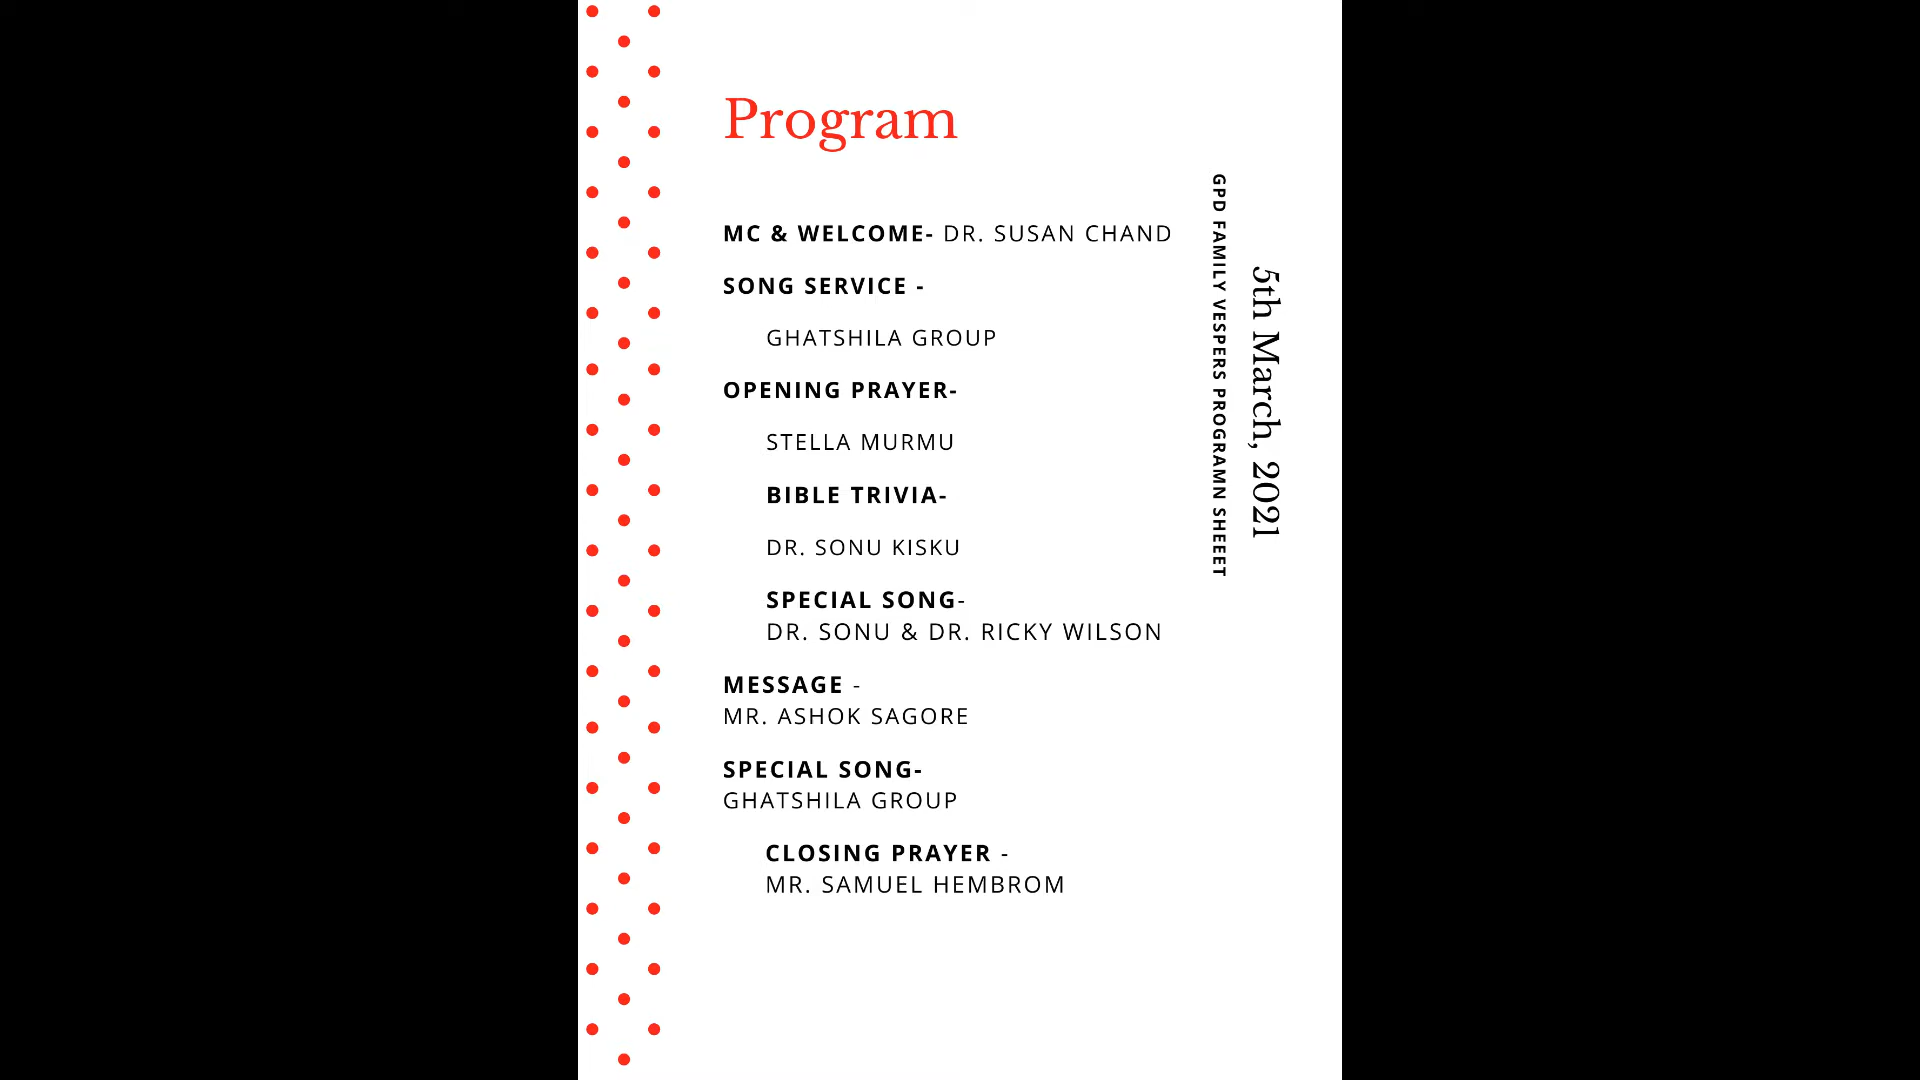 Program
MC & WELCOME- DR. SUSAN CHAND
SONG SERVICE -
GHATSHILA GROUP
OPENING PRAYER-
STELLA MURMU
BIBLE TRIVIA-
DR. SONU KISKU
SPECIAL SONG-
DR. SONU & DR. RICKY WILSON
MESSAGE -
MR. ASHOK SAGORE
SPECIAL SONG-
GHATSHILA GROUP
CLOSING PRAYER -
MR. SAMUEL HEMBROM
5th March, 2021
GPD FAMILY VESPERS PROGRAMN SHEEET